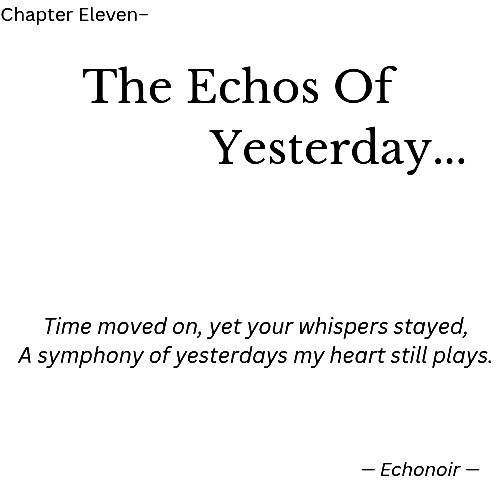 Chapter Eleven–
The Echos Of
Yesterday...
Time moved on, yet your whispers stayed,
A symphony of yesterdays my heart still plays.
— Echonoir —